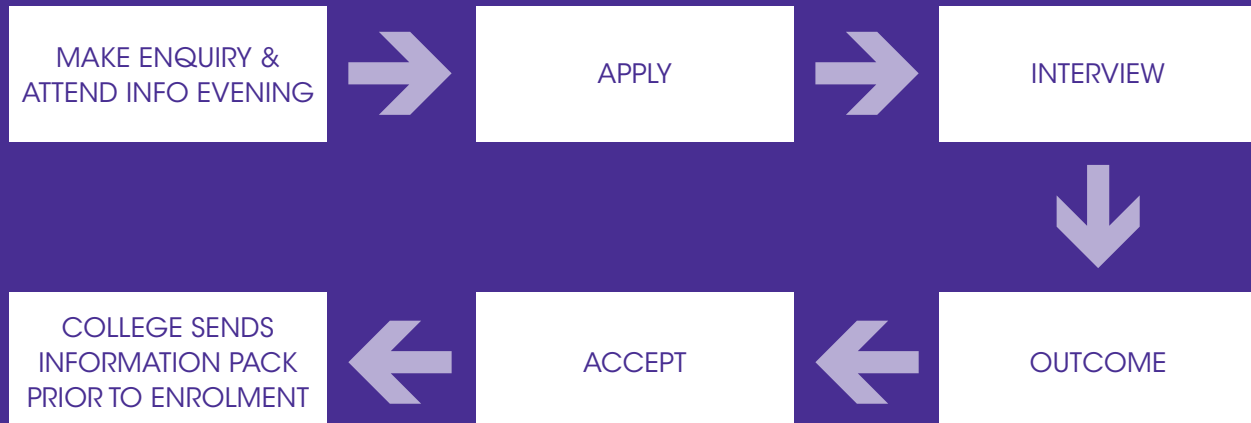 MAKE ENQUIRY &
ATTEND INFO EVENING
APPLY
INTERVIEW
OUTCOME
ACCEPT
COLLEGE SENDS
INFORMATION PACK
PRIOR TO ENROLMENT